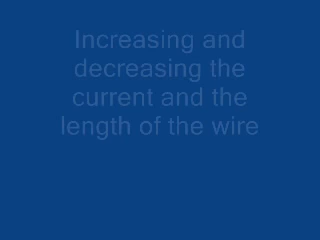 Increasing and
decreasing the
current and the
length of the wire